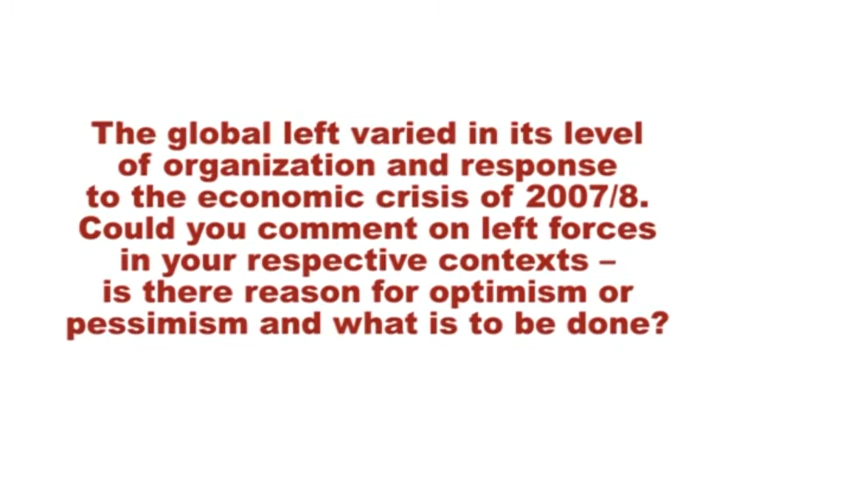 The global left varied in its level
of organization and response
to the economic crisis of 2007/8.
Could you comment on left forces
in your respective contexts –
is there reason for optimism or
pessimism and what is to be done?